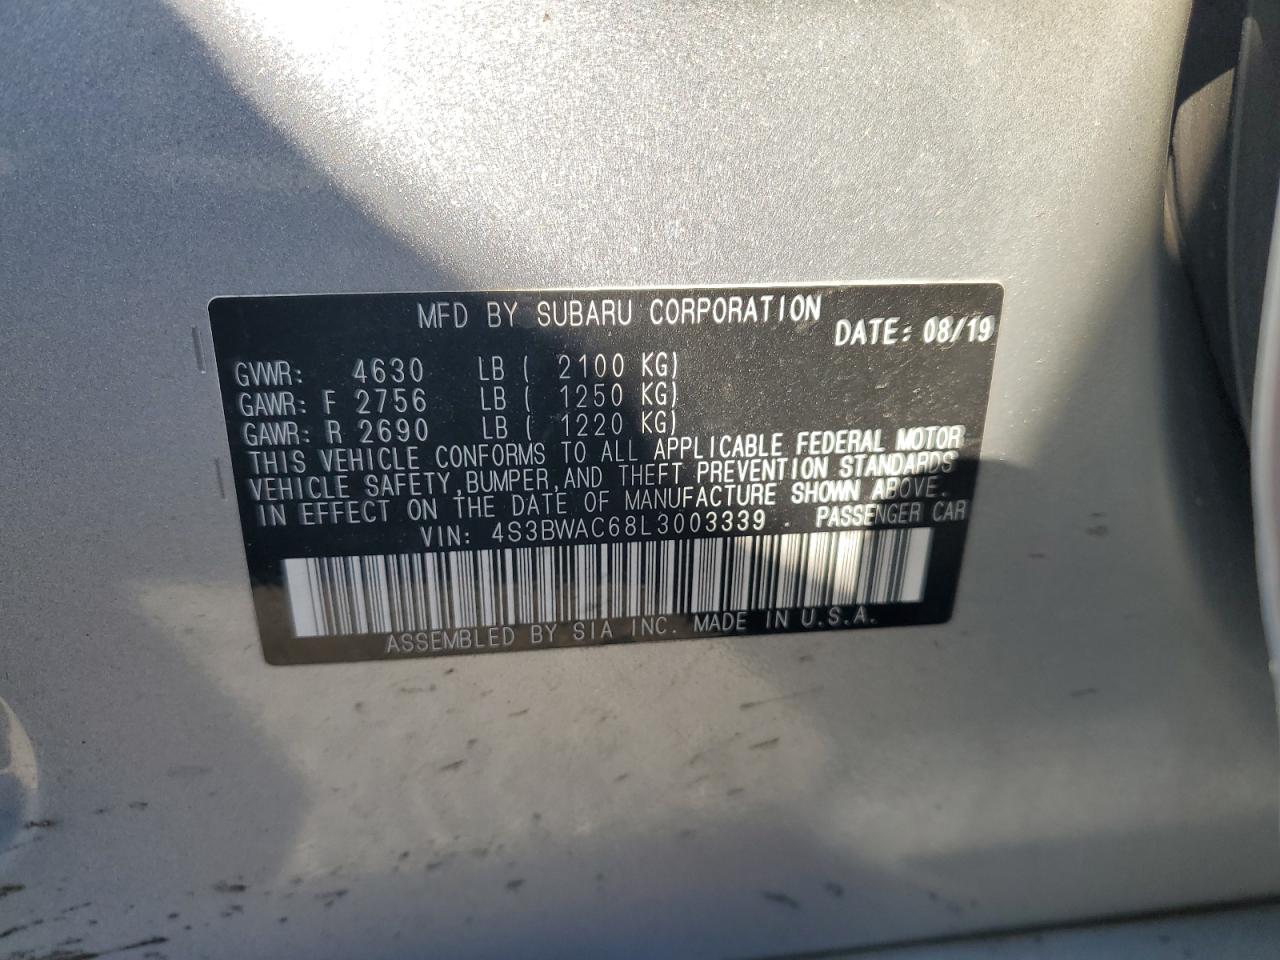 MFD BY SUBARU CORPORATION
DATE: 08/19
GVWR: 4630 LB ( 2100 KG)
GAWR: F 2756 LB ( 1250 KG)
GAWR: R 2690 LB ( 1220 KG)
THIS VEHICLE CONFORMS TO ALL APPLICABLE FEDERAL MOTOR
VEHICLE SAFETY, BUMPER, AND THEFT PREVENTION STANDARDS
IN EFFECT ON THE DATE OF MANUFACTURE SHOWN ABOVE.
VIN: 4S3BWAC68L3003339 . PASSENGER CAR
ASSEMBLED BY SIA INC. MADE IN U.S.A.